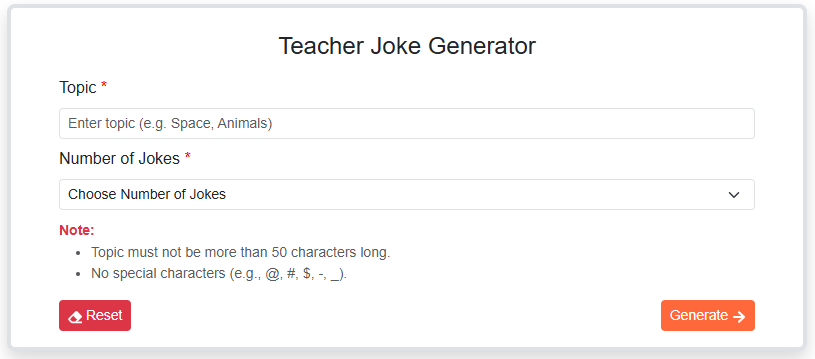 Teacher Joke Generator
Topic *
Enter topic (e.g. Space, Animals)
Number of Jokes *
Choose Number of Jokes
Note:
• Topic must not be more than 50 characters long.
• No special characters (e.g., @, #, $, -, _).
Reset
Generate →